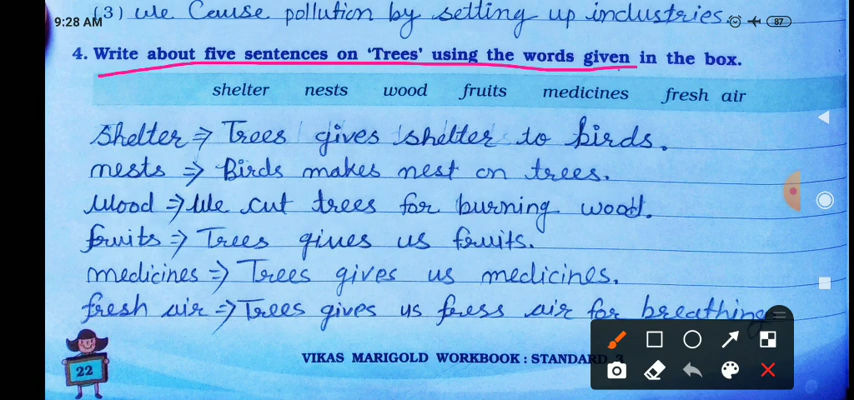 (3) We Cause pollution by setting up industries.
9:28 AM 87
4. Write about five sentences on ‘Trees’ using the words given in the box.
shelter nests wood fruits medicines fresh air
Shelter ⇒ Trees gives shelter to birds.
nests ⇒ Birds makes nest on trees.
Wood ⇒ We cut trees for burning wood.
fruits ⇒ Trees gives us fruits.
medicines ⇒ Trees gives us medicines.
fresh air ⇒ Trees gives us fress air for breathing
22
VIKAS MARIGOLD WORKBOOK : STANDARD 3